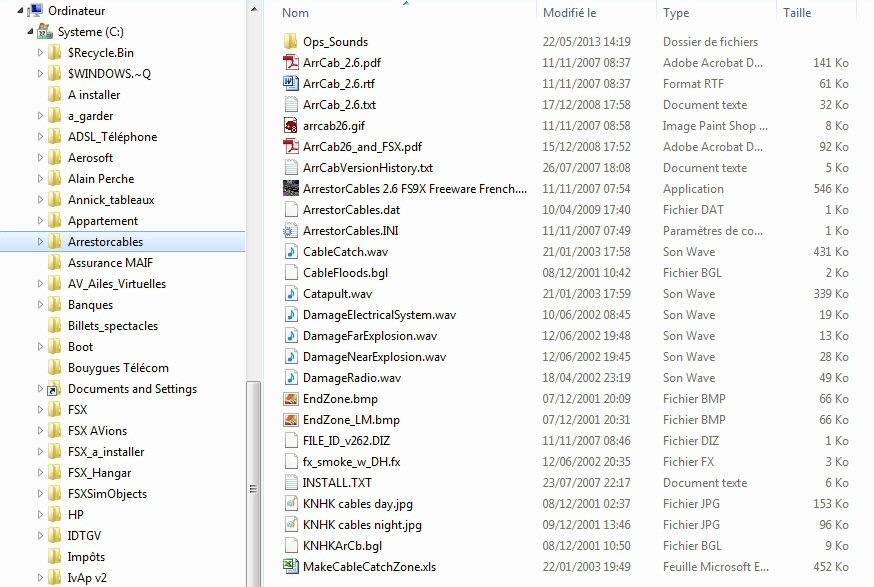 Ordinateur
Systeme (C:)
$Recycle.Bin
$WINDOWS.~Q
A installer
a_garder
ADSL_Téléphone
Aerosoft
Alain Perche
Annick_tableaux
Appartement
Arrestorcables
Assurance MAIF
AV_Ailes_Virtuelles
Banques
Billets_spectacles
Boot
Bouygues Télécom
Documents and Settings
FSX
FSX AVions
FSX_a_installer
FSX_Hangar
FSXSimObjects
HP
IDTGV
Impôts
IvAp v2
Nom Modifié le Type Taille
Ops_Sounds 22/05/2013 14:19 Dossier de fichiers
ArrCab_2.6.pdf 11/11/2007 08:37 Adobe Acrobat D... 141 Ko
ArrCab_2.6.rtf 11/11/2007 08:37 Format RTF 61 Ko
ArrCab_2.6.txt 17/12/2008 17:58 Document texte 32 Ko
arrcab26.gif 11/11/2007 08:58 Image Paint Shop ... 8 Ko
ArrCab26_and_FSX.pdf 15/12/2008 17:52 Adobe Acrobat D... 92 Ko
ArrCabVersionHistory.txt 26/07/2007 18:08 Document texte 5 Ko
ArrestorCables 2.6 FS9X Freeware French.... 11/11/2007 07:54 Application 546 Ko
ArrestorCables.dat 10/04/2009 17:40 Fichier DAT 1 Ko
ArrestorCables.INI 11/11/2007 07:49 Paramètres de co... 1 Ko
CableCatch.wav 21/01/2003 17:58 Son Wave 431 Ko
CableFloods.bgl 08/12/2001 10:42 Fichier BGL 2 Ko
Catapult.wav 21/01/2003 17:59 Son Wave 339 Ko
DamageElectricalSystem.wav 10/06/2002 08:45 Son Wave 19 Ko
DamageFarExplosion.wav 12/06/2002 19:48 Son Wave 13 Ko
DamageNearExplosion.wav 12/06/2002 19:45 Son Wave 28 Ko
DamageRadio.wav 18/04/2002 23:19 Son Wave 49 Ko
EndZone.bmp 07/12/2001 20:09 Fichier BMP 66 Ko
EndZone_LM.bmp 07/12/2001 20:31 Fichier BMP 66 Ko
FILE_ID_v262.DIZ 11/11/2007 08:46 Fichier DIZ 1 Ko
fx_smoke_w_DH.fx 12/06/2002 20:35 Fichier FX 3 Ko
INSTALL.TXT 23/07/2007 22:17 Document texte 6 Ko
KNHK cables day.jpg 08/12/2001 02:37 Fichier JPG 153 Ko
KNHK cables night.jpg 09/12/2001 13:46 Fichier JPG 96 Ko
KNHKArCb.bgl 08/12/2001 10:50 Fichier BGL 9 Ko
MakeCableCatchZone.xls 22/01/2003 19:49 Feuille Microsoft E... 452 Ko